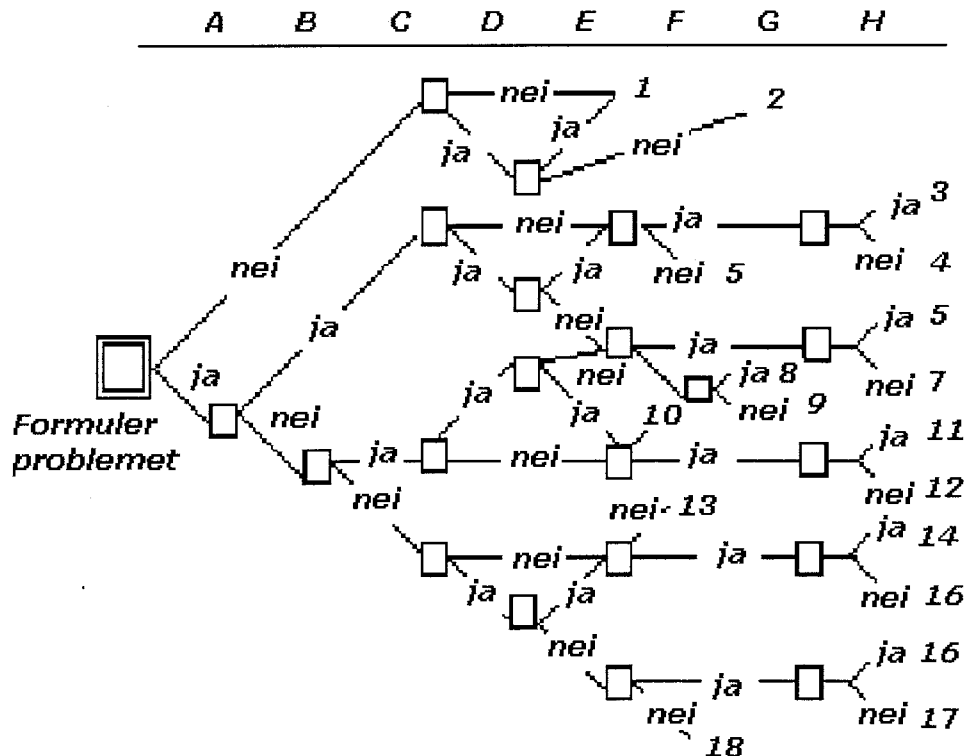 A B C D E F G H
nei 1
2
ja
ja nei
ja 3
nei ja
nei ja ja nei 5 nei 4
ja nei ja 5
ja ja nei ja 8
nei 7
Formuler nei ja 10 nei 9
problemet ja nei ja ja 11
nei nei 12
nei 13
nei ja ja 14
ja ja nei 16
nei
ja ja 16
nei nei 17
18